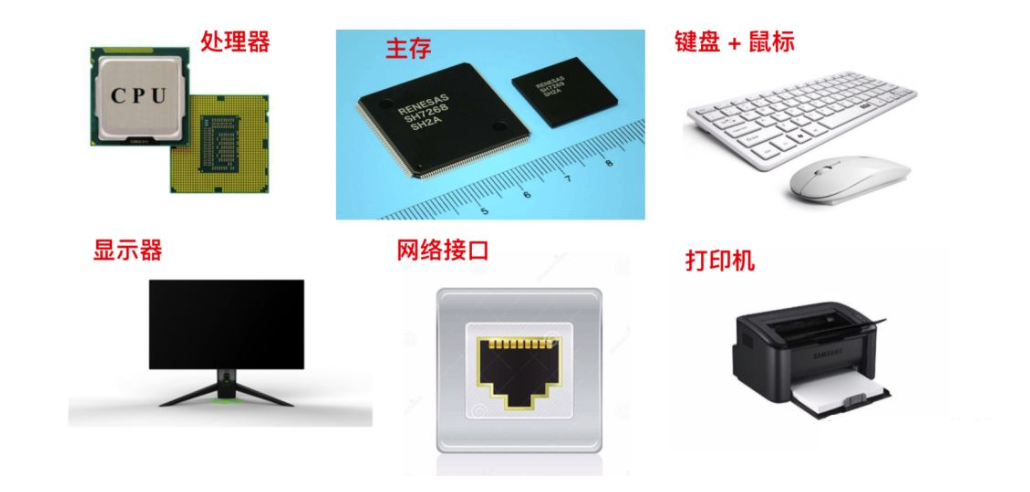 处理器
主存
键盘 + 鼠标
CPU
RENESAS
SH7268
SH2A
RENESAS
SH7269
SH2A
5
6
7
8
显示器
网络接口
打印机
SAMSUNG